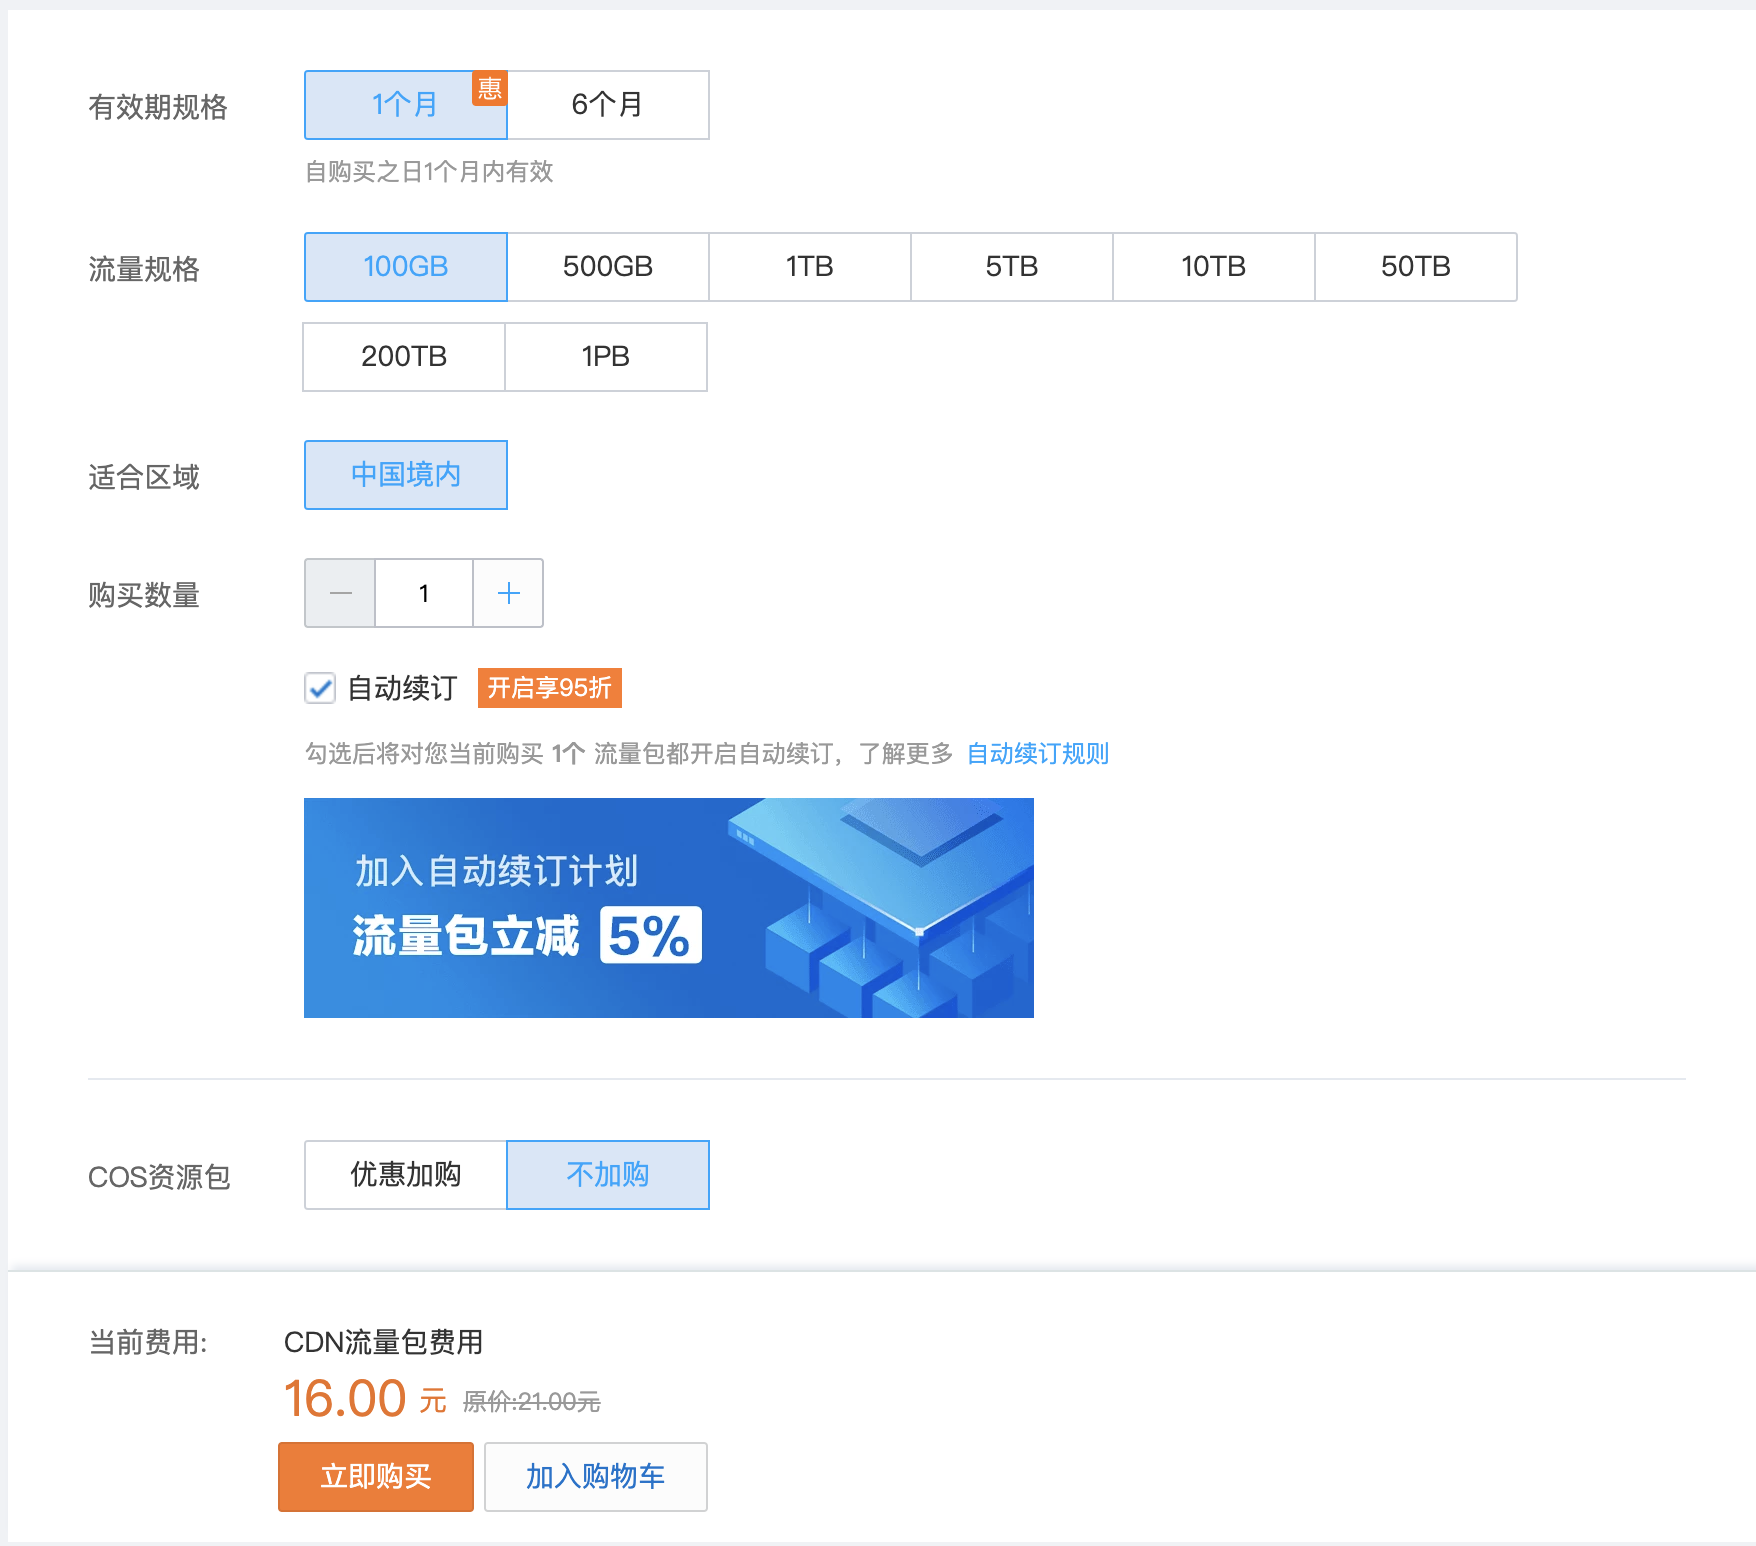 有效期规格
1个月 惠 6个月
自购买之日1个月内有效
流量规格
100GB 500GB 1TB 5TB 10TB 50TB
200TB 1PB
适合区域
中国境内
购买数量
1
自动续订 开启享95折
勾选后将对您当前购买 1个 流量包都开启自动续订，了解更多 自动续订规则
加入自动续订计划
流量包立减 5%
COS资源包
优惠加购 不加购
当前费用:
CDN流量包费用
16.00 元 原价:21.00元
立即购买 加入购物车